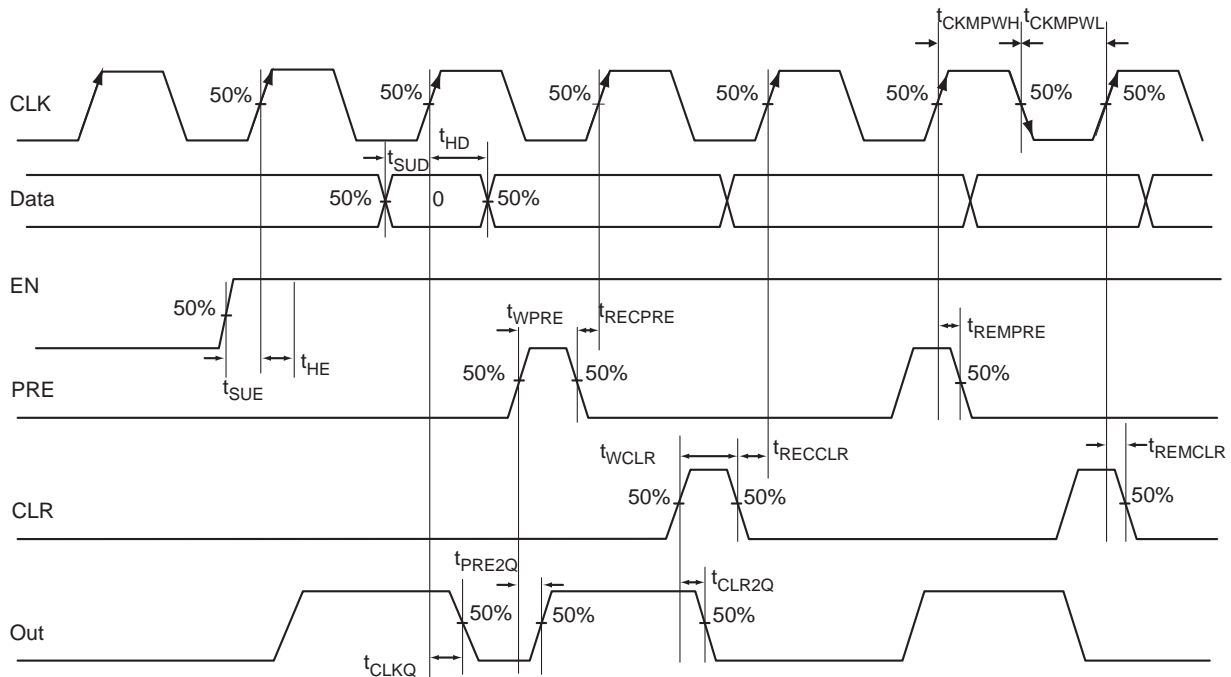 tCKMPWH tCKMPWL
CLK 50% 50% 50% 50% 50% 50% 50%
tSUD tHD
Data 50% 0 50%
EN
50% tWPRE tRECPRE tREMPRE
tSUE tHE
PRE 50% 50% 50%
tWCLR tRECCLR tREMCLR
CLR 50% 50% 50%
tPRE2Q tCLR2Q
Out 50% 50% 50%
tCLKQ